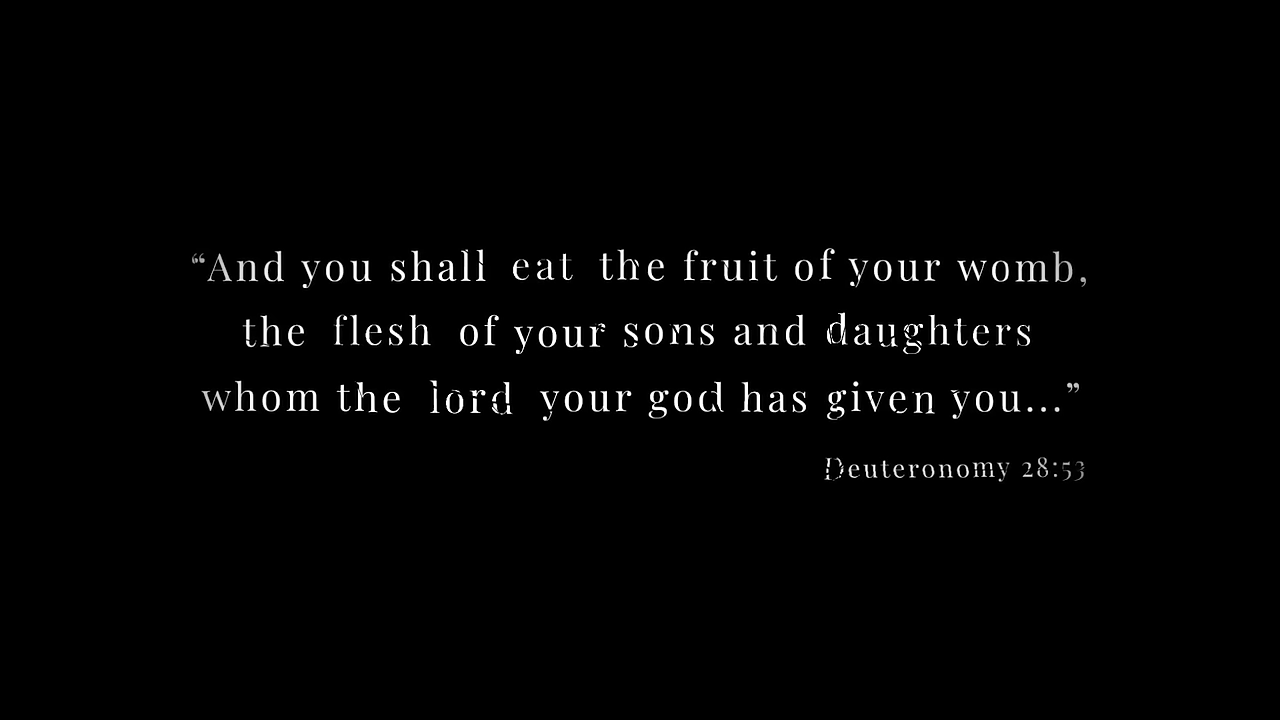 “And you shall eat the fruit of your womb,
the flesh of your sons and daughters
whom the lord your god has given you...”
Deuteronomy 28:53